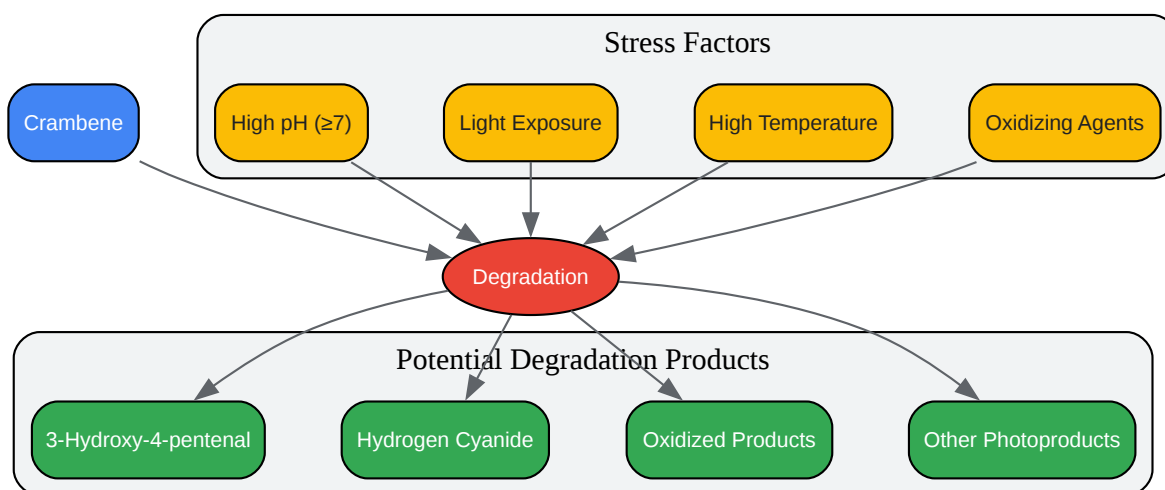 Stress Factors
Crambene
High pH (≥7)
Light Exposure
High Temperature
Oxidizing Agents
Degradation
Potential Degradation Products
3-Hydroxy-4-pentenal
Hydrogen Cyanide
Oxidized Products
Other Photoproducts